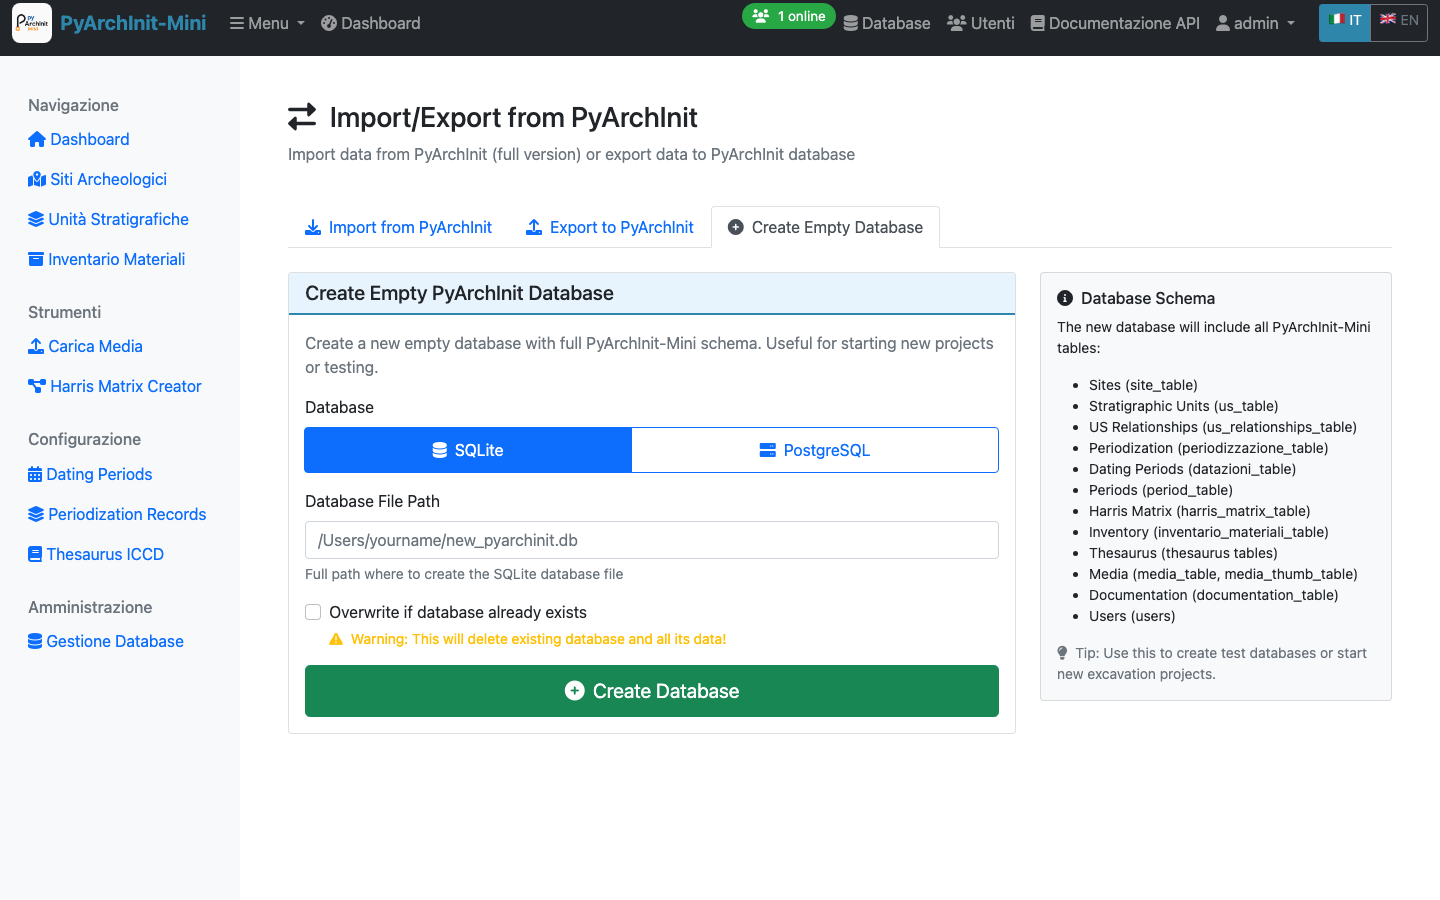 PyArchInit-Mini
Menu
Dashboard
1 online
Database
Utenti
Documentazione API
admin
IT
EN
Navigazione
Dashboard
Siti Archeologici
Unità Stratigrafiche
Inventario Materiali
Strumenti
Carica Media
Harris Matrix Creator
Configurazione
Dating Periods
Periodization Records
Thesaurus ICCD
Amministrazione
Gestione Database
Import/Export from PyArchInit
Import data from PyArchInit (full version) or export data to PyArchInit database
Import from PyArchInit
Export to PyArchInit
Create Empty Database
Create Empty PyArchInit Database
Create a new empty database with full PyArchInit-Mini schema. Useful for starting new projects
or testing.
Database
SQLite
PostgreSQL
Database File Path
/Users/yourname/new_pyarchinit.db
Full path where to create the SQLite database file
Overwrite if database already exists
Warning: This will delete existing database and all its data!
Create Database
Database Schema
The new database will include all PyArchInit-Mini
tables:
Sites (site_table)
Stratigraphic Units (us_table)
US Relationships (us_relationships_table)
Periodization (periodizzazione_table)
Dating Periods (datazioni_table)
Periods (period_table)
Harris Matrix (harris_matrix_table)
Inventory (inventario_materiali_table)
Thesaurus (thesaurus tables)
Media (media_table, media_thumb_table)
Documentation (documentation_table)
Users (users)
Tip: Use this to create test databases or start
new excavation projects.